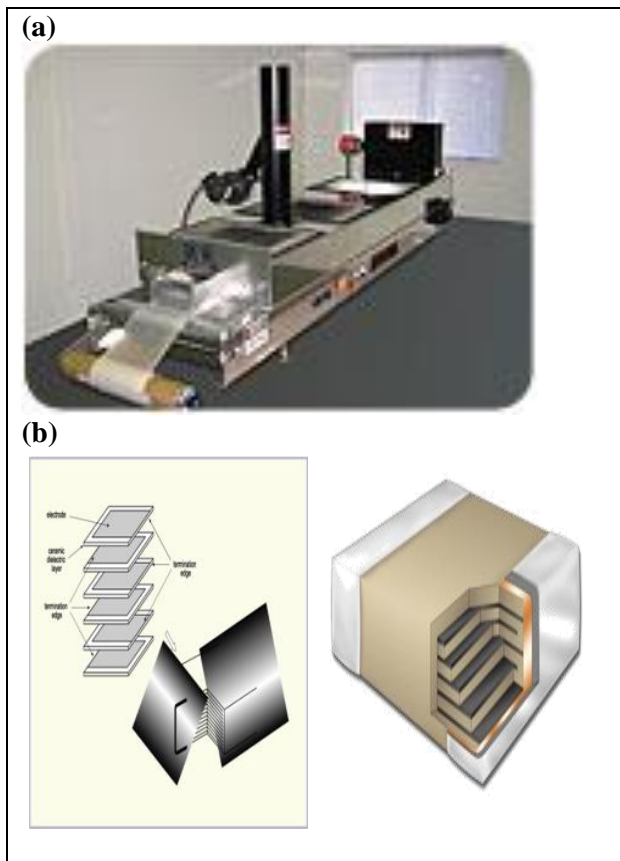 (a)
(b)
electrode
ceramic
dielectric
layer
termination
edge
termination
edge